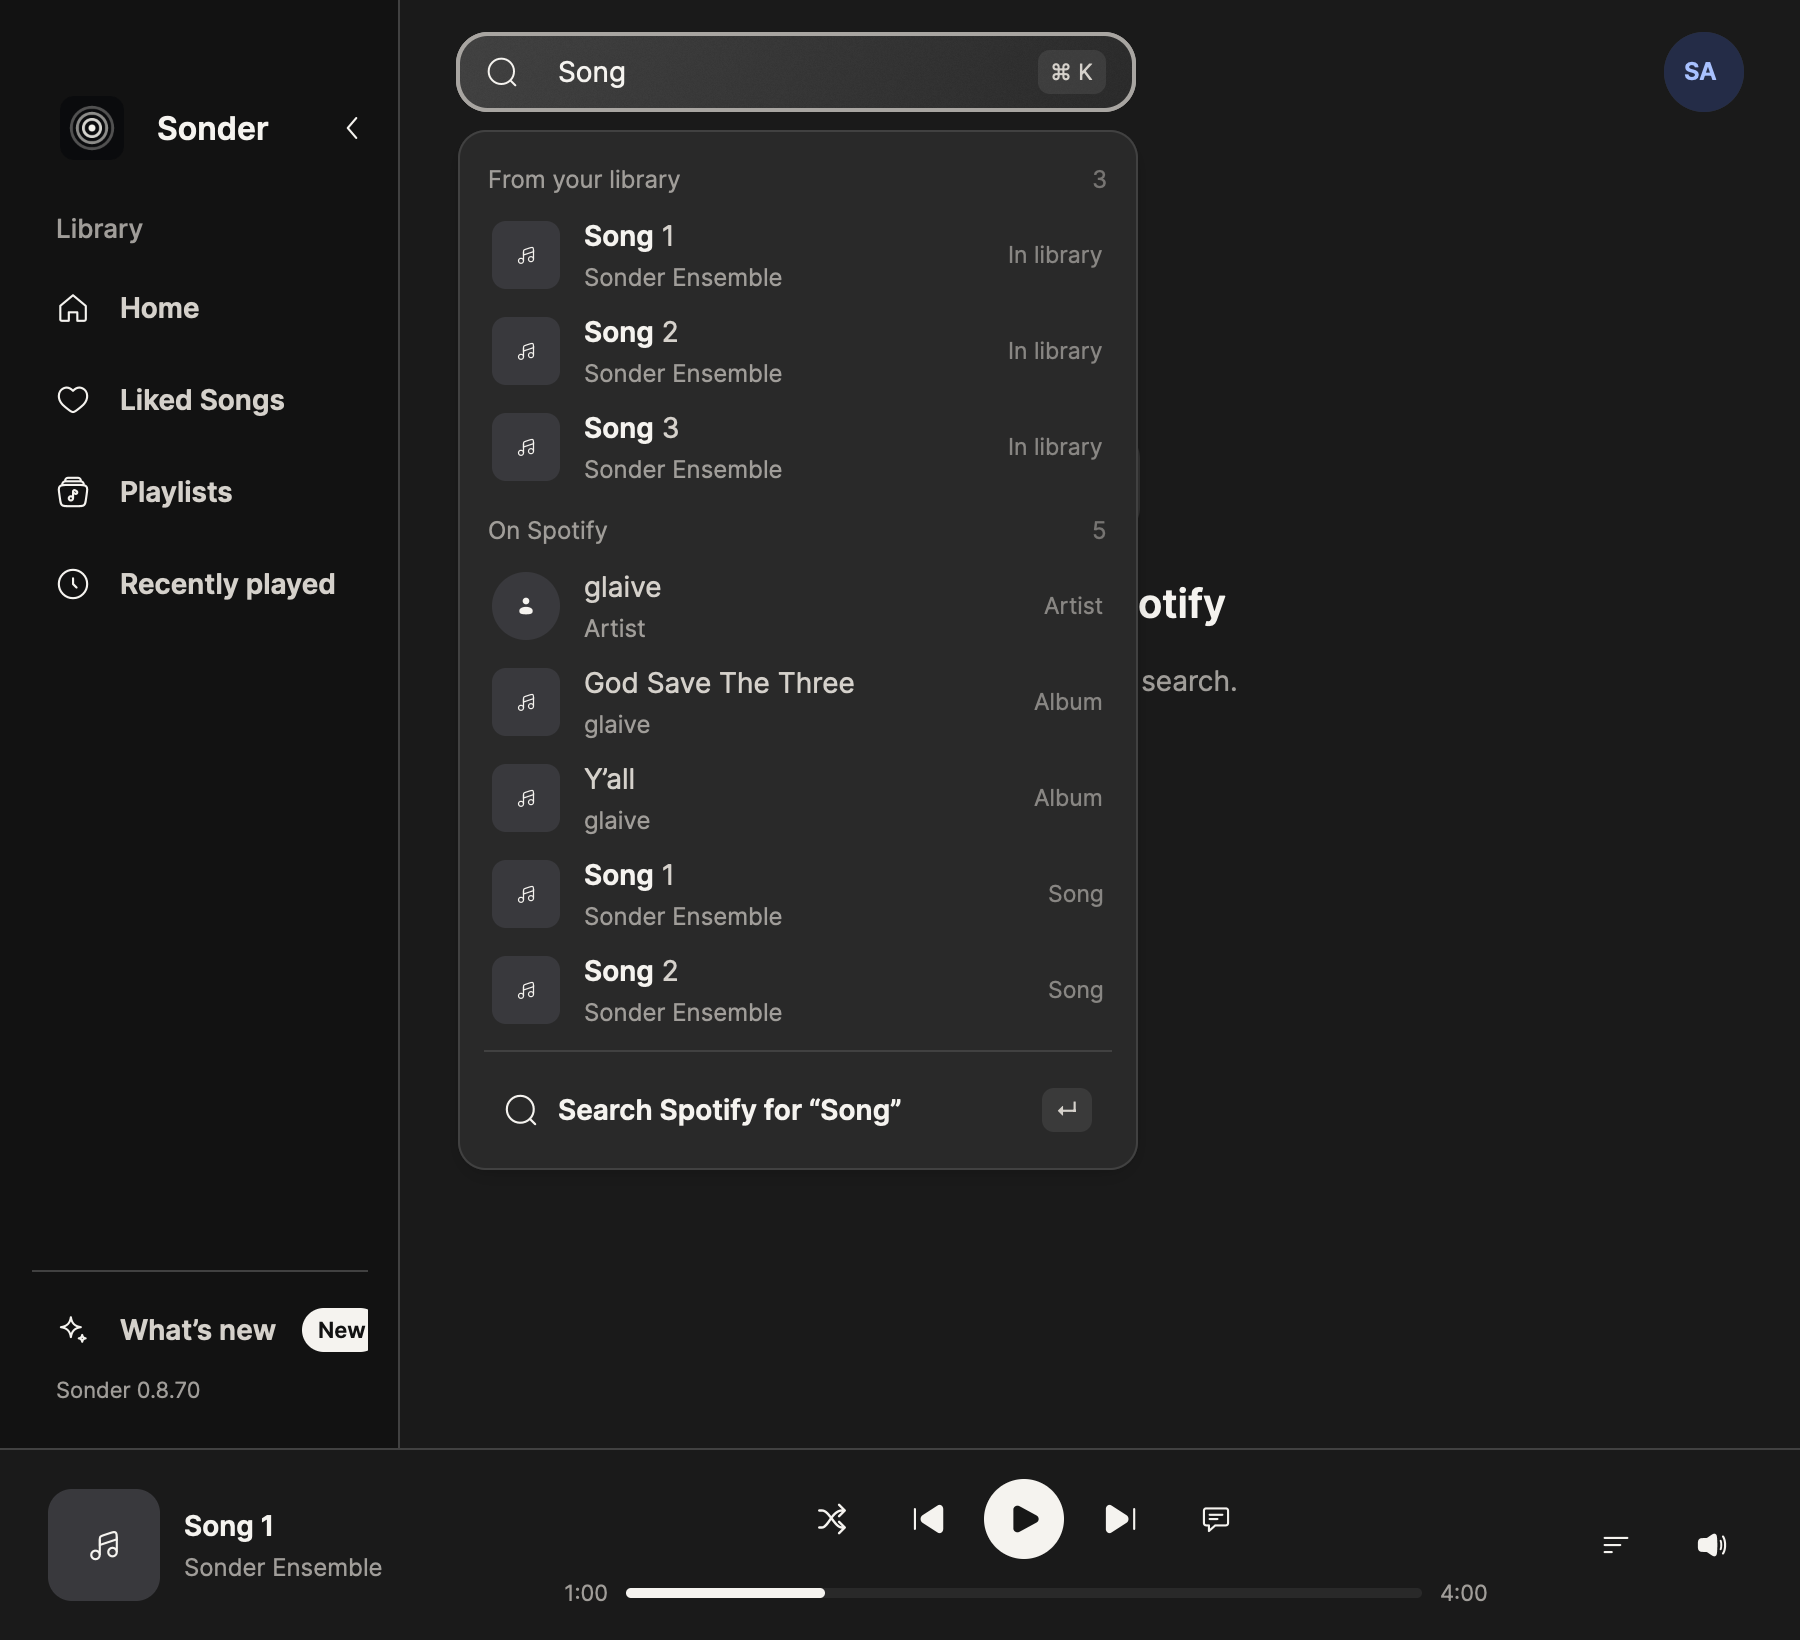 Song
⌘ K
SA
Sonder
Library
Home
Liked Songs
Playlists
Recently played
From your library 3
Song 1
Sonder Ensemble
In library
Song 2
Sonder Ensemble
In library
Song 3
Sonder Ensemble
In library
On Spotify 5
glaive
Artist
Artist
God Save The Three
glaive
Album
Y’all
glaive
Album
Song 1
Sonder Ensemble
Song
Song 2
Sonder Ensemble
Song
Search Spotify for “Song”
otify
search.
What’s new New
Sonder 0.8.70
Song 1
Sonder Ensemble
1:00 4:00